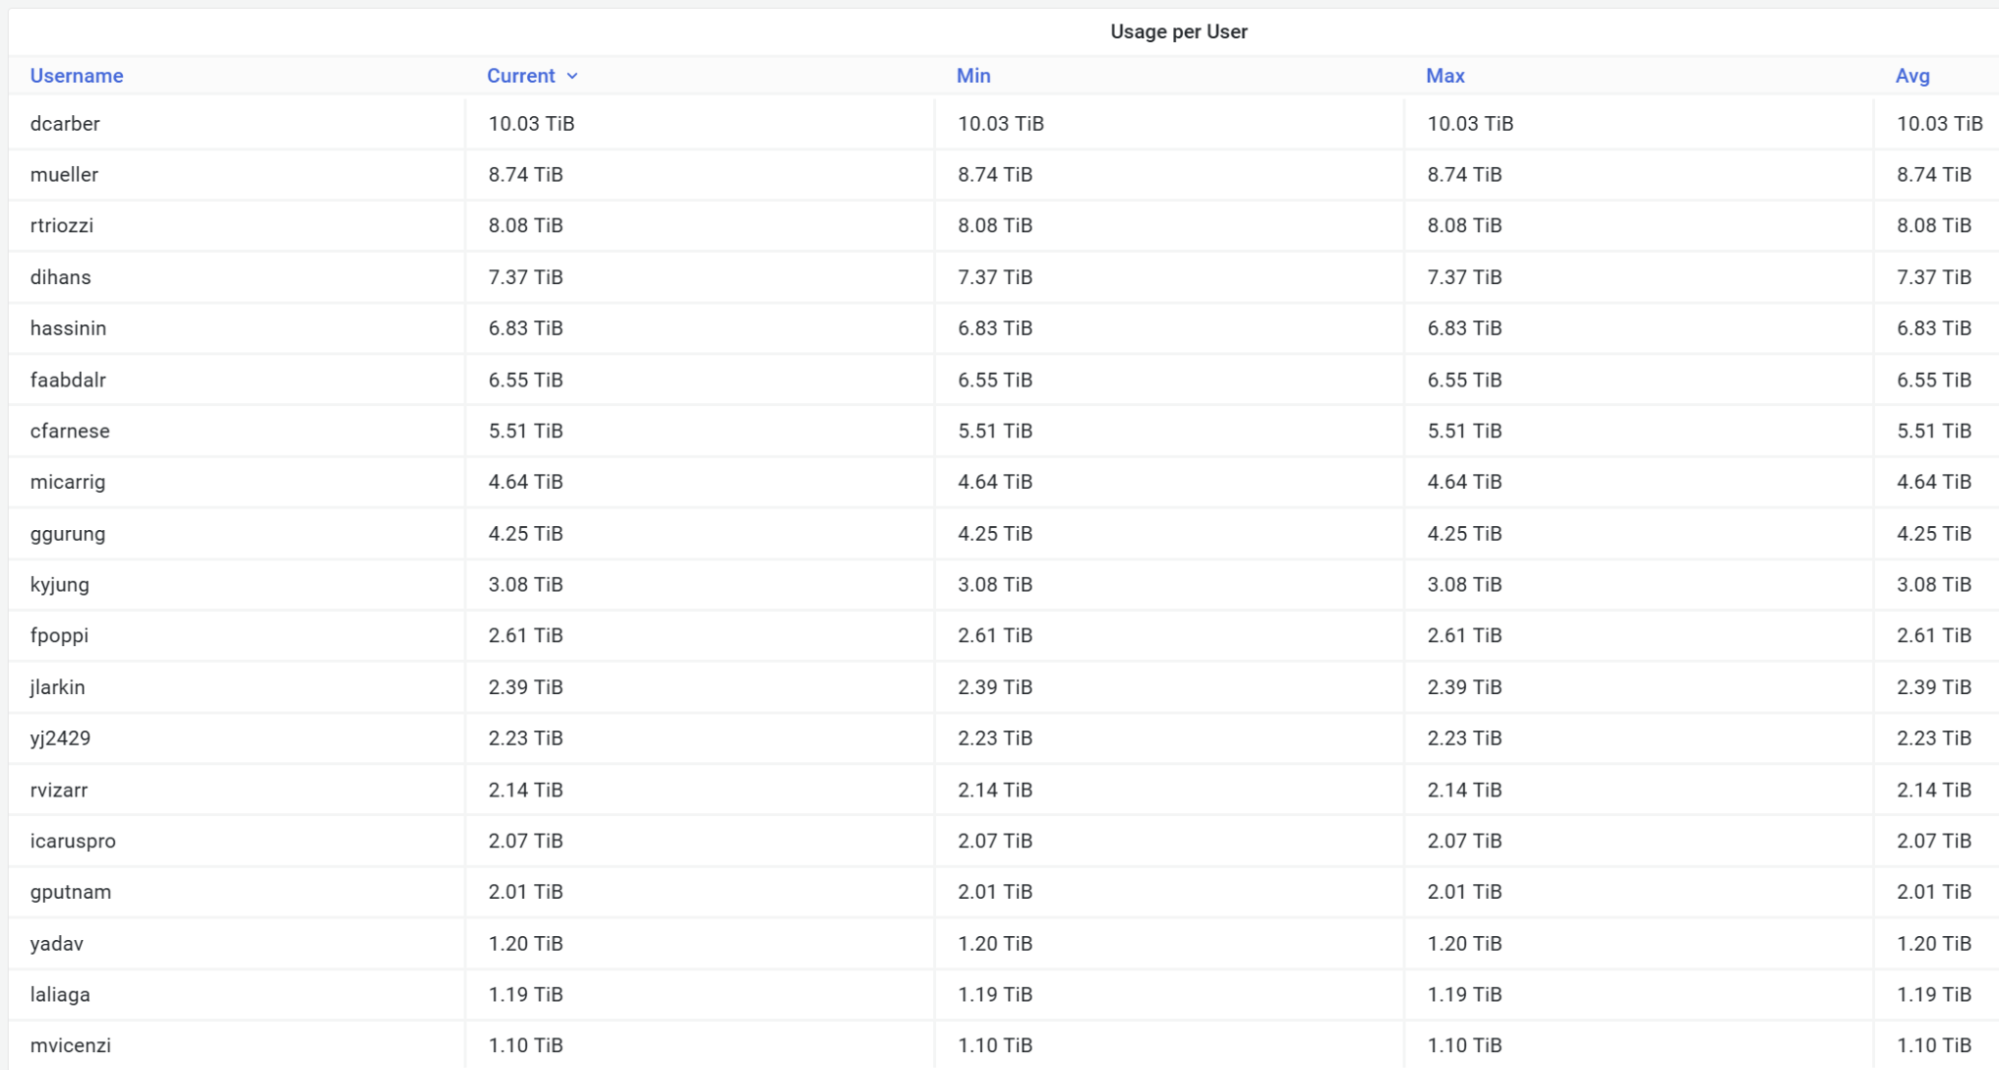 Usage per User
Username Current Min Max Avg
dcarber 10.03 TiB 10.03 TiB 10.03 TiB 10.03 TiB
mueller 8.74 TiB 8.74 TiB 8.74 TiB 8.74 TiB
rtriozzi 8.08 TiB 8.08 TiB 8.08 TiB 8.08 TiB
dihans 7.37 TiB 7.37 TiB 7.37 TiB 7.37 TiB
hassinin 6.83 TiB 6.83 TiB 6.83 TiB 6.83 TiB
faabdalr 6.55 TiB 6.55 TiB 6.55 TiB 6.55 TiB
cfarnese 5.51 TiB 5.51 TiB 5.51 TiB 5.51 TiB
micarrig 4.64 TiB 4.64 TiB 4.64 TiB 4.64 TiB
ggurung 4.25 TiB 4.25 TiB 4.25 TiB 4.25 TiB
kyjung 3.08 TiB 3.08 TiB 3.08 TiB 3.08 TiB
fpoppi 2.61 TiB 2.61 TiB 2.61 TiB 2.61 TiB
jlarkin 2.39 TiB 2.39 TiB 2.39 TiB 2.39 TiB
yj2429 2.23 TiB 2.23 TiB 2.23 TiB 2.23 TiB
rvizarr 2.14 TiB 2.14 TiB 2.14 TiB 2.14 TiB
icaruspro 2.07 TiB 2.07 TiB 2.07 TiB 2.07 TiB
gputnam 2.01 TiB 2.01 TiB 2.01 TiB 2.01 TiB
yadav 1.20 TiB 1.20 TiB 1.20 TiB 1.20 TiB
laliaga 1.19 TiB 1.19 TiB 1.19 TiB 1.19 TiB
mvicenzi 1.10 TiB 1.10 TiB 1.10 TiB 1.10 TiB